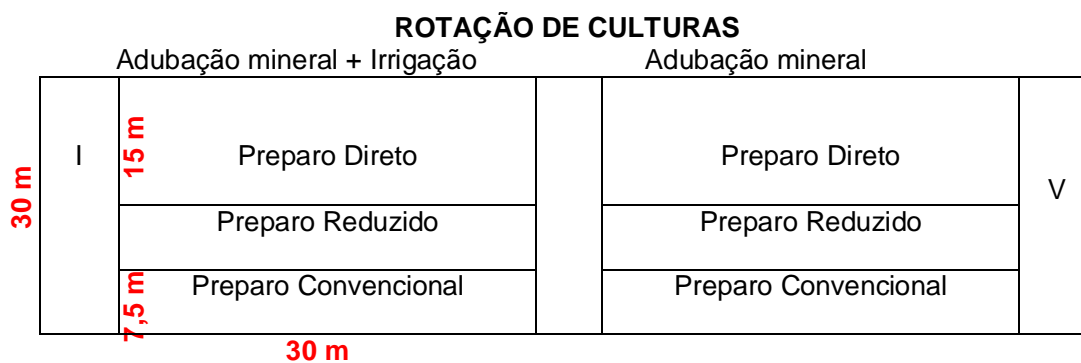 ROTAÇÃO DE CULTURAS
Adubação mineral + Irrigação Adubação mineral
30 m
I
15 m
Preparo Direto
Preparo Direto
V
Preparo Reduzido
Preparo Reduzido
7,5 m
Preparo Convencional
Preparo Convencional
30 m